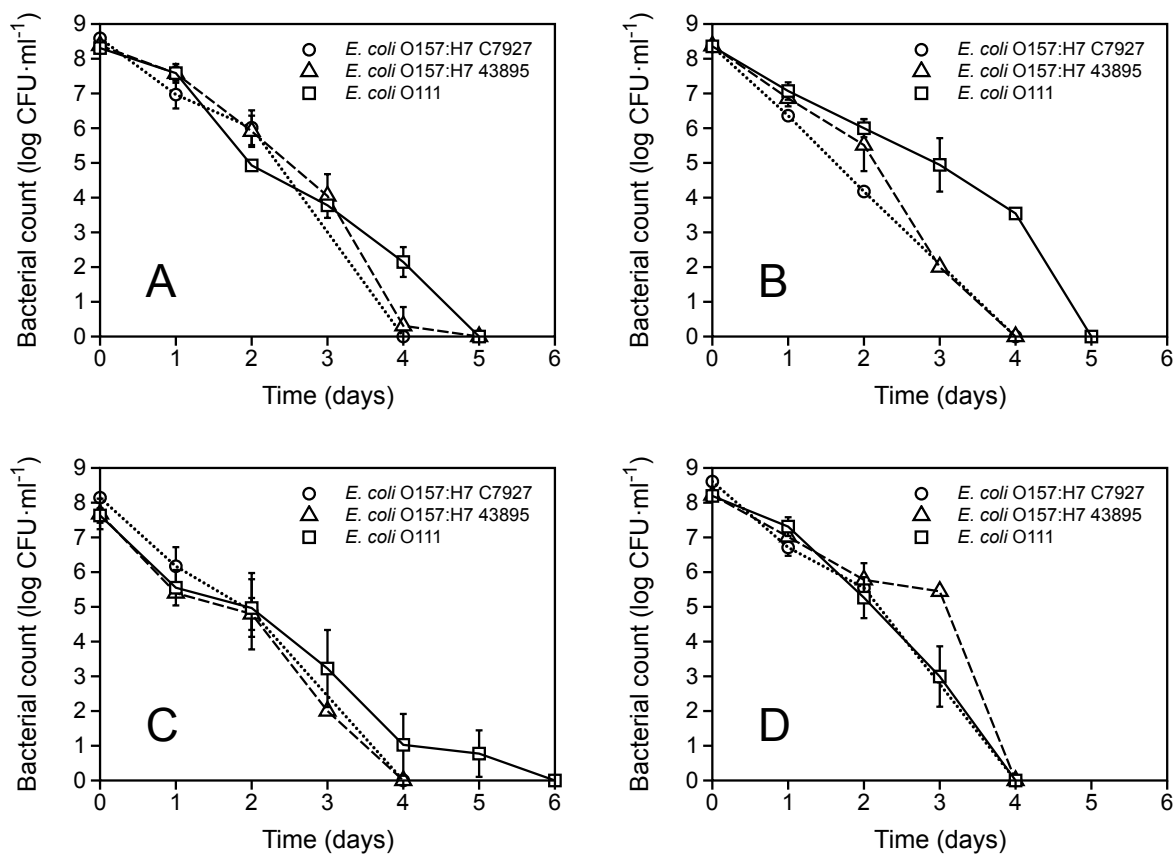 Bacterial count (log CFU·ml⁻¹)
9
8
7
6
5
4
3
2
1
0
E. coli O157:H7 C7927
E. coli O157:H7 43895
E. coli O111
A
0 1 2 3 4 5 6
Time (days)
Bacterial count (log CFU·ml⁻¹)
9
8
7
6
5
4
3
2
1
0
E. coli O157:H7 C7927
E. coli O157:H7 43895
E. coli O111
B
0 1 2 3 4 5 6
Time (days)
Bacterial count (log CFU·ml⁻¹)
9
8
7
6
5
4
3
2
1
0
E. coli O157:H7 C7927
E. coli O157:H7 43895
E. coli O111
C
0 1 2 3 4 5 6
Time (days)
Bacterial count (log CFU·ml⁻¹)
9
8
7
6
5
4
3
2
1
0
E. coli O157:H7 C7927
E. coli O157:H7 43895
E. coli O111
D
0 1 2 3 4 5 6
Time (days)